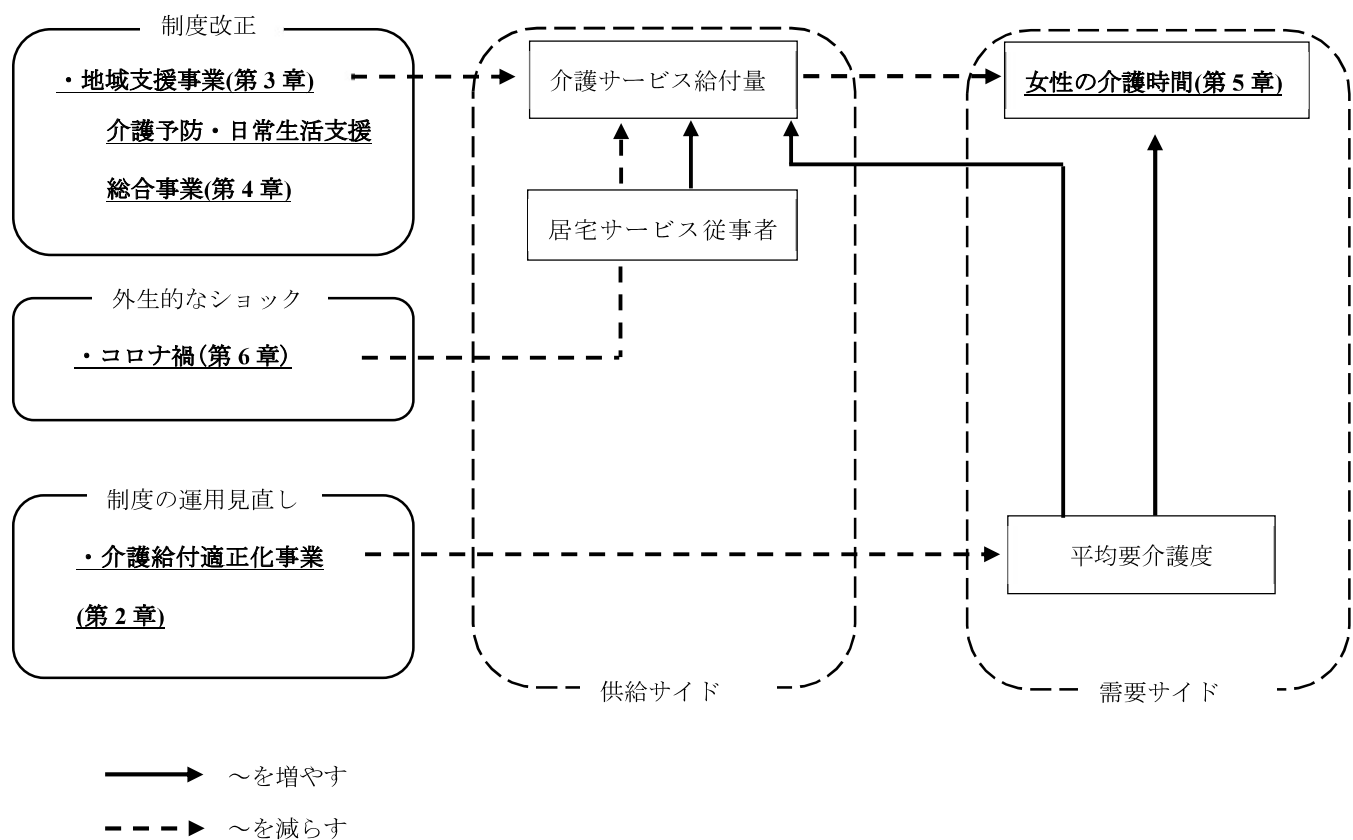 制度改正
・地域支援事業(第3章)
介護予防・日常生活支援
総合事業(第4章)
外生的なショック
・コロナ禍(第6章)
制度の運用見直し
・介護給付適正化事業
(第2章)
介護サービス給付量
居宅サービス従事者
供給サイド
女性の介護時間(第5章)
平均要介護度
需要サイド
～を増やす
～を減らす